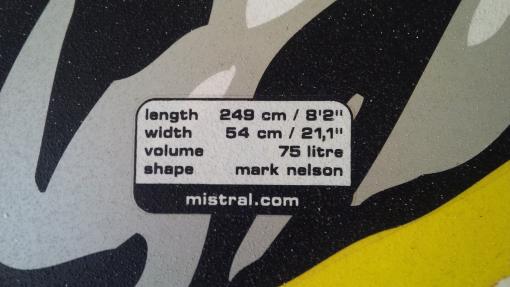 length 249 cm / 8'2"
width 54 cm / 21,1"
volume 75 litre
shape mark nelson
mistral.com